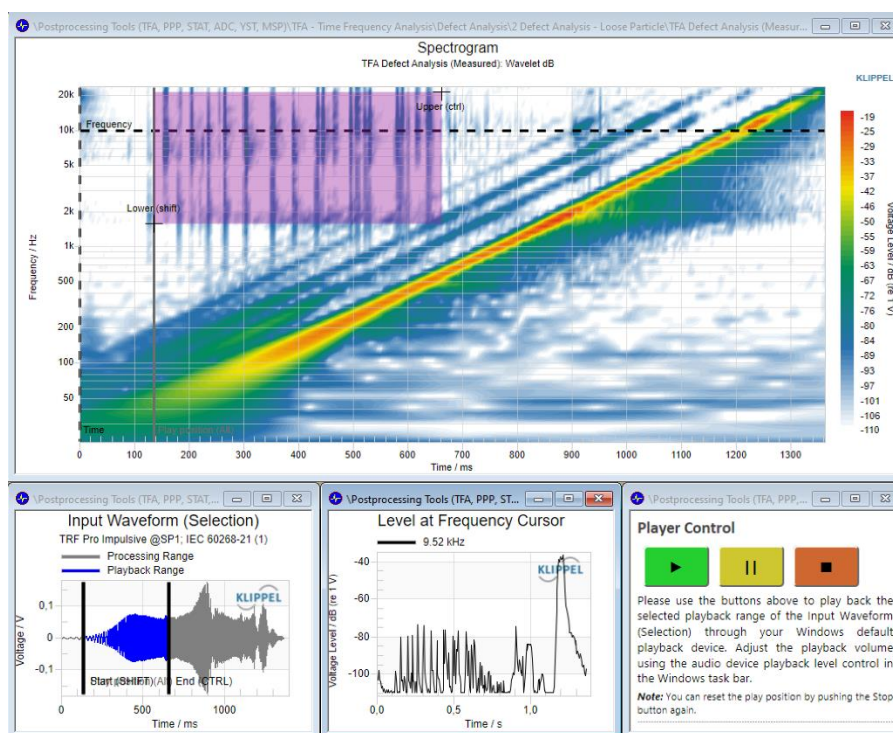 \Postprocessing Tools (TFA, PPP, STAT, ADC, YST, MSP)\TFA - Time Frequency Analysis\Defect Analysis\2 Defect Analysis - Loose Particle\TFA Defect Analysis (Measur...
Spectrogram
TFA Defect Analysis (Measured): Wavelet dB
KLIPPEL
20k
10k
5k
2k
1k
500
200
100
50
Frequency / Hz
Frequency
Upper (ctrl)
Lower (shift)
Time
Play position (Alt)
0
100
200
300
400
500
600
700
800
900
1000
1100
1200
1300
Time / ms
-19
-25
-29
-33
-37
-42
-46
-50
-55
-59
-63
-67
-72
-76
-80
-84
-89
-93
-97
-101
-106
-110
Voltage Level / dB (re 1 V)
\Postprocessing Tools (TFA, PPP, STAT,...
Input Waveform (Selection)
TRF Pro Impulsive @SP1; IEC 60268-21 (1)
Processing Range
Playback Range
KLIPPEL
0,1
0
-0,1
Voltage / V
Start (SHIFT)
End (CTRL)
0
500
1000
Time / ms
\Postprocessing Tools (TFA, PPP, ST...
Level at Frequency Cursor
9.52 kHz
KLIPPEL
-40
-60
-80
-100
Voltage Level / dB (re 1 V)
0,0
0,5
1,0
Time / s
\Postprocessing Tools (TFA, PPP,...
Player Control
Please use the buttons above to play back the
selected playback range of the Input Waveform
(Selection) through your Windows default
playback device. Adjust the playback volume
using the audio device playback level control in
the Windows task bar.
Note: You can reset the play position by pushing the Stop
button again.